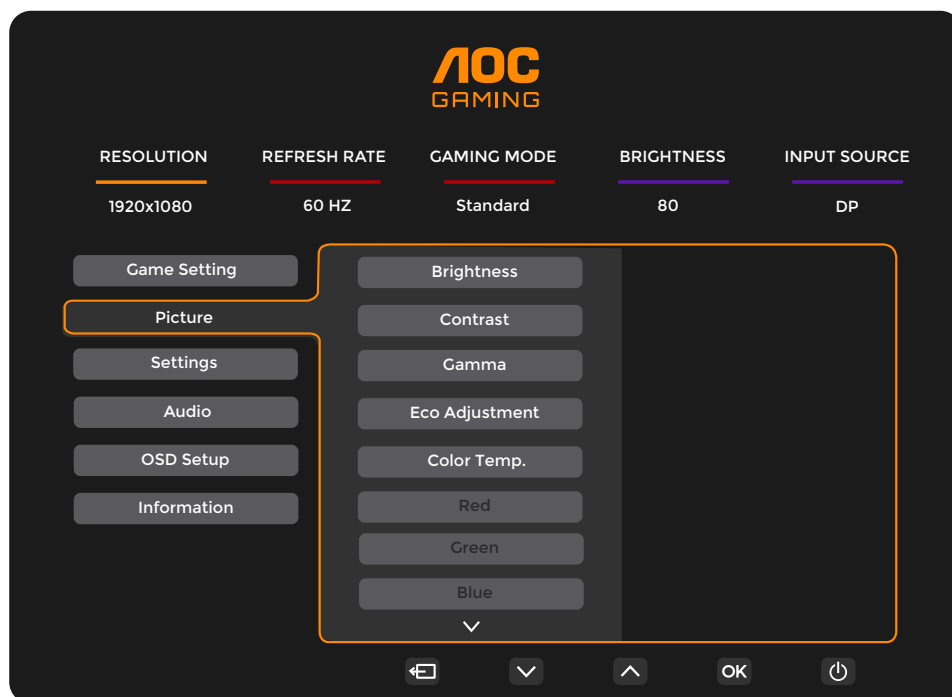 AOC
GAMING
RESOLUTION REFRESH RATE GAMING MODE BRIGHTNESS INPUT SOURCE
1920x1080 60 HZ Standard 80 DP
Game Setting
Picture
Settings
Audio
OSD Setup
Information
Brightness
Contrast
Gamma
Eco Adjustment
Color Temp.
Red
Green
Blue
OK